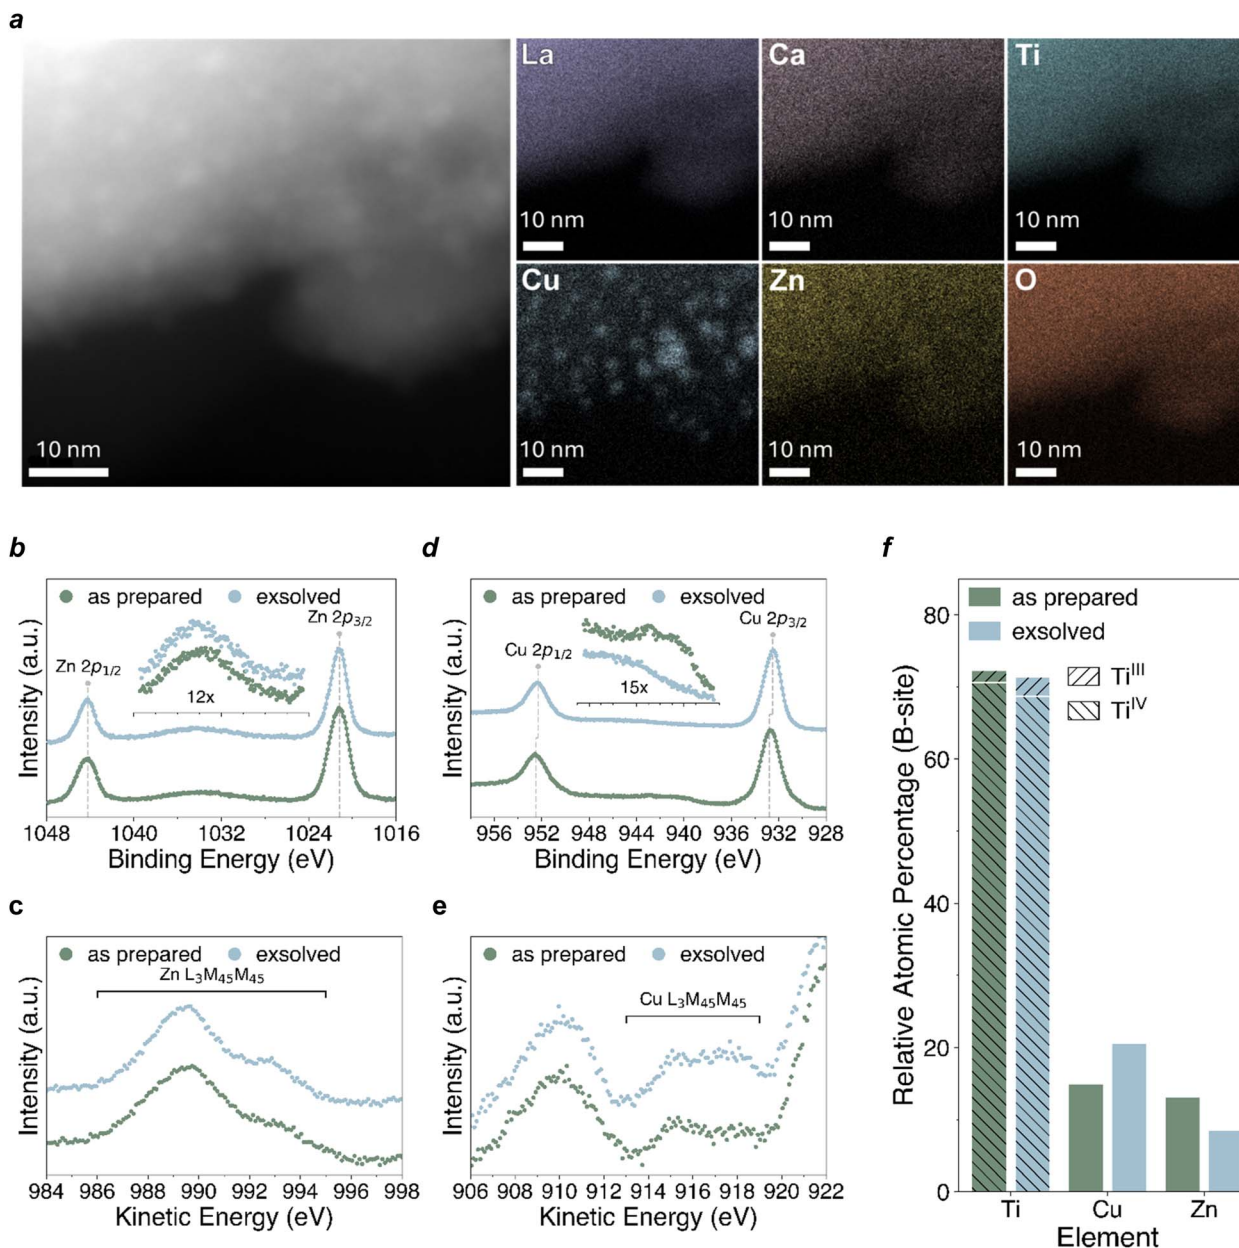 a
La
Ca
Ti
10 nm
10 nm
10 nm
Cu
Zn
O
10 nm
10 nm
10 nm
10 nm
b
as prepared
exsolved
Zn 2p3/2
Zn 2p1/2
12x
Intensity (a.u.)
1048
1040
1032
1024
1016
Binding Energy (eV)
d
as prepared
exsolved
Cu 2p3/2
Cu 2p1/2
15x
Intensity (a.u.)
956
952
948
944
940
936
932
928
Binding Energy (eV)
c
as prepared
exsolved
Zn L3M45M45
Intensity (a.u.)
984
986
988
990
992
994
996
998
Kinetic Energy (eV)
e
as prepared
exsolved
Cu L3M45M45
Intensity (a.u.)
906
908
910
912
914
916
918
920
922
Kinetic Energy (eV)
f
as prepared
exsolved
TiIII
TiIV
Relative Atomic Percentage (B-site)
80
60
40
20
0
Ti
Cu
Zn
Element